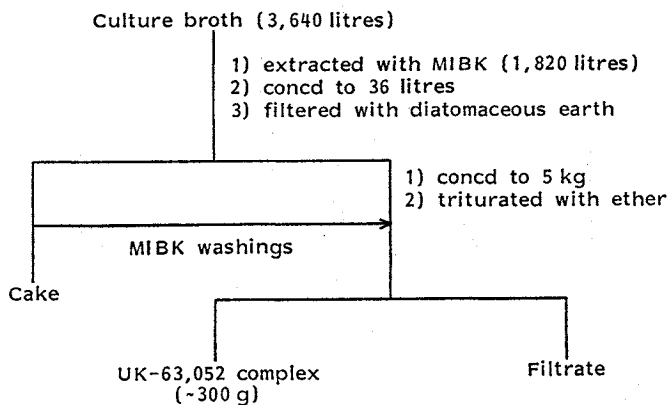 Culture broth (3,640 litres)
1) extracted with MIBK (1,820 litres)
2) concd to 36 litres
3) filtered with diatomaceous earth
1) concd to 5 kg
2) triturated with ether
MIBK washings
Cake
UK-63,052 complex
(~300 g)
Filtrate